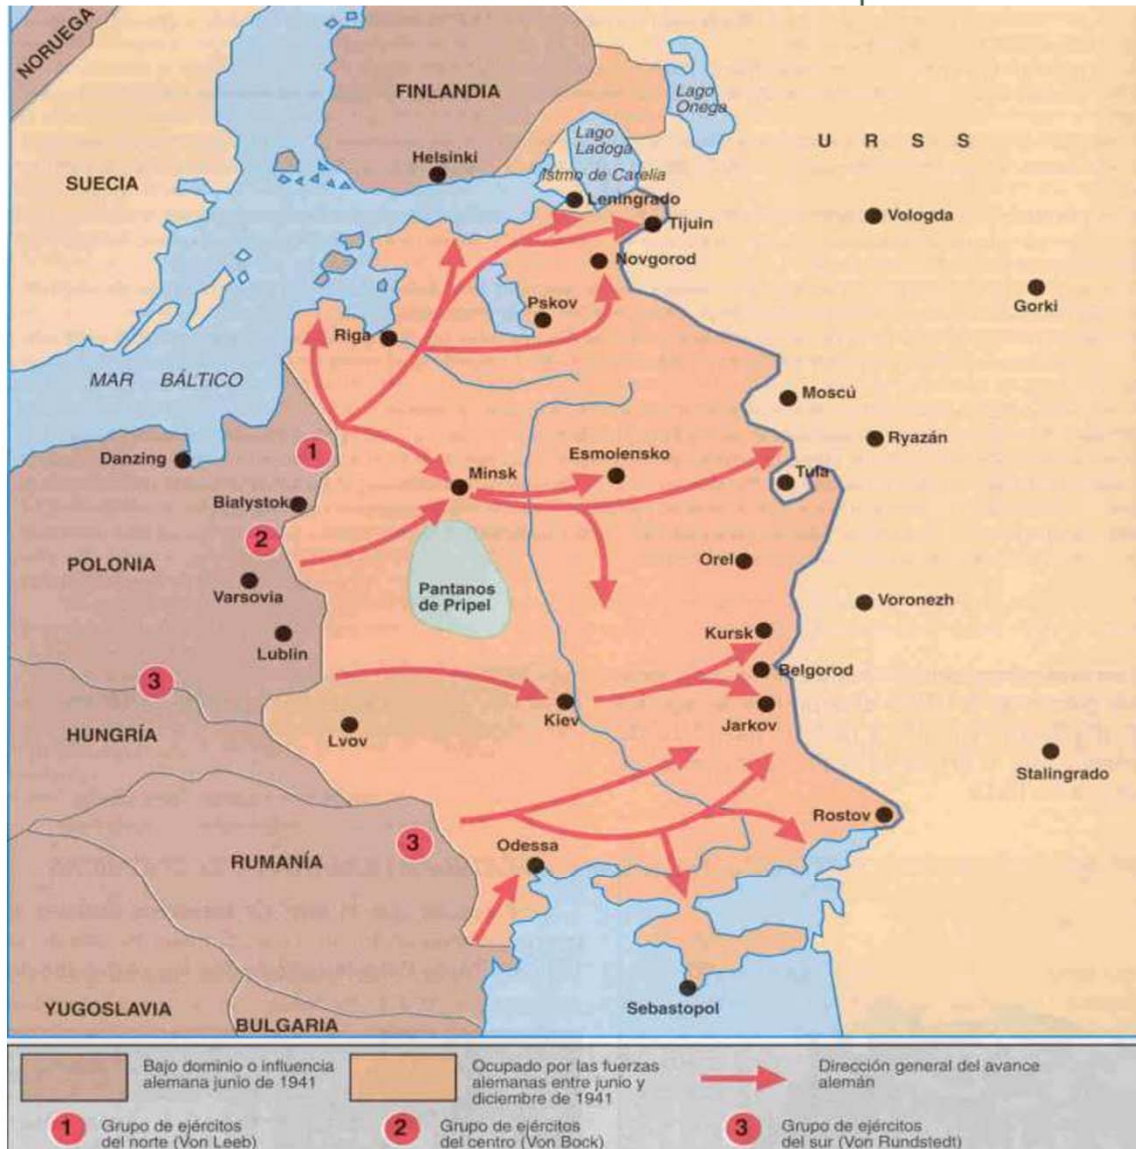 NORUEGA
FINLANDIA
Lago
Onega
Lago
Ladoga
U R S S
Helsinki
Istmo de Carelia
SUECIA
Leningrado
Vologda
Tijuin
Novgorod
Gorki
Pskov
Riga
MAR BÁLTICO
Moscú
Ryazán
Danzing
1
Esmolensko
Minsk
Tula
Bialystok
2
POLONIA
Orel
Pantanos
de Pripel
Varsovia
Voronezh
Kursk
Lublin
Belgorod
3
Kiev
Jarkov
HUNGRÍA
Lvov
Stalingrado
Rostov
3
Odessa
RUMANÍA
YUGOSLAVIA
Sebastopol
BULGARIA
Bajo dominio o influencia
alemana junio de 1941
Ocupado por las fuerzas
alemanas entre junio y
diciembre de 1941
Dirección general del avance
alemán
1
Grupo de ejércitos
del norte (Von Leeb)
2
Grupo de ejércitos
del centro (Von Bock)
3
Grupo de ejércitos
del sur (Von Rundstedt)